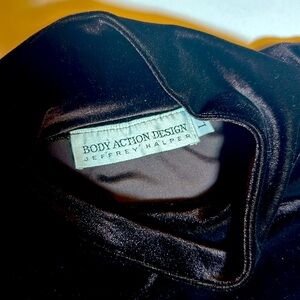 BODY ACTION DESIGN
JEFFREY HALPER
L